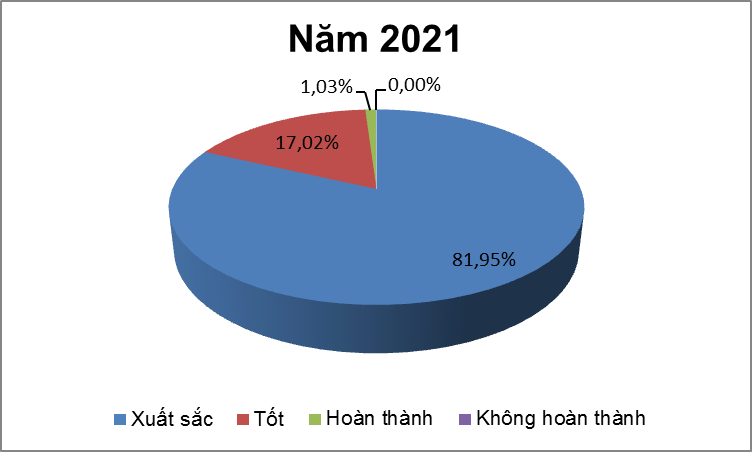 Năm 2021
1,03% 0,00%
17,02%
81,95%
Xuất sắc Tốt Hoàn thành Không hoàn thành